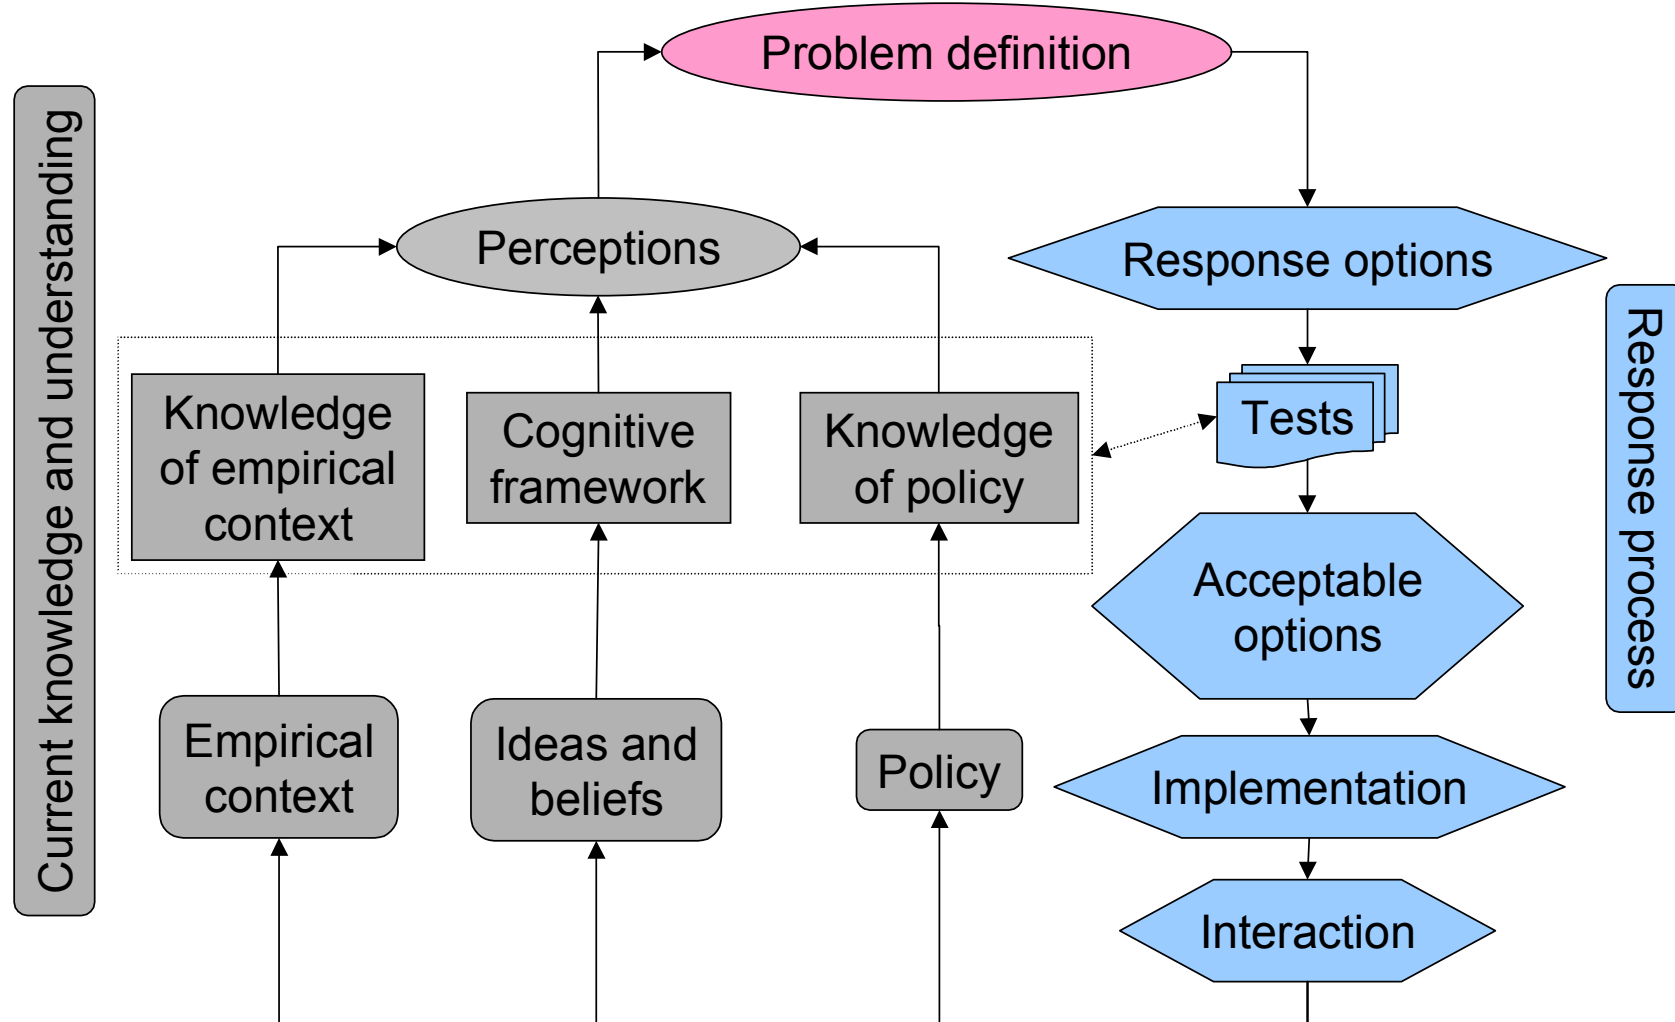 Problem definition
Current knowledge and understanding
Perceptions
Response options
Response process
Knowledge
of empirical
context
Cognitive
framework
Knowledge
of policy
Tests
Acceptable
options
Empirical
context
Ideas and
beliefs
Policy
Implementation
Interaction